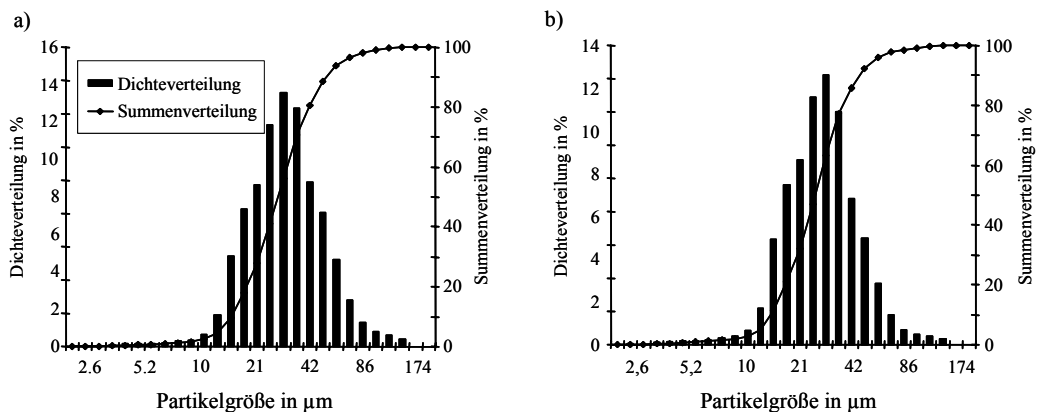 a)
Dichteverteilung in %
16
14
12
10
8
6
4
2
0
Dichteverteilung
Summenverteilung
100
80
60
40
20
0
Summenverteilung in %
2.6 5.2 10 21 42 86 174
Partikelgröße in µm
b)
Dichteverteilung in %
14
12
10
8
6
4
2
0
100
80
60
40
20
0
Summenverteilung in %
2,6 5,2 10 21 42 86 174
Partikelgröße in µm